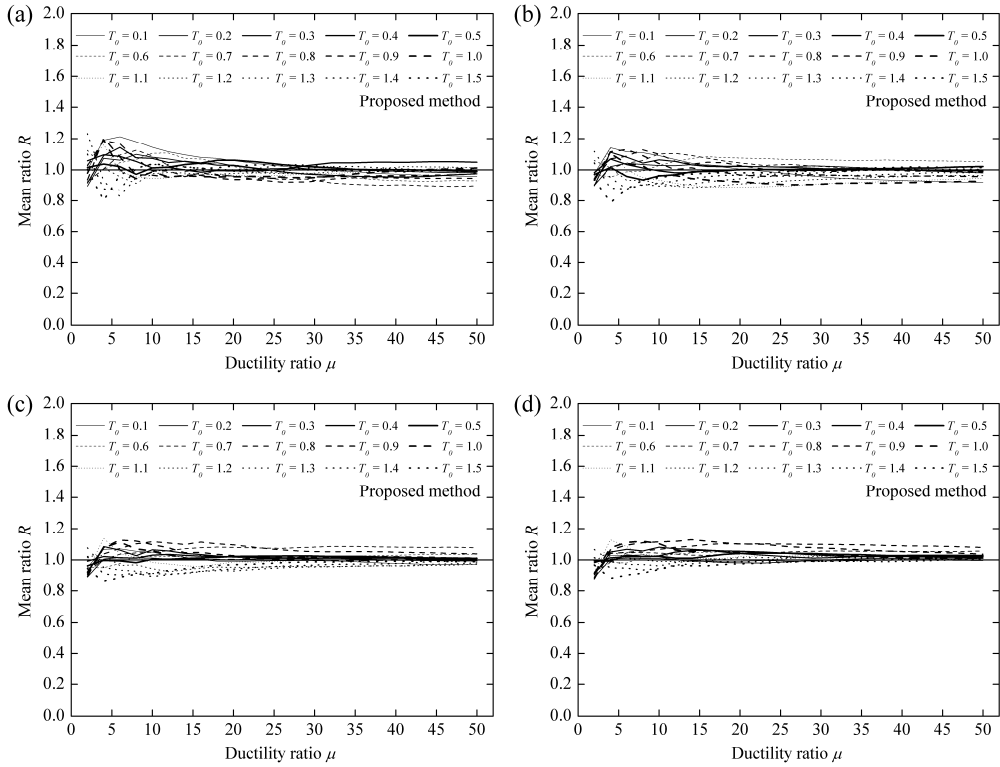 (a)
2.0
1.8
1.6
1.4
1.2
1.0
0.8
0.6
0.4
0.2
0.0
Mean ratio R
T0 = 0.1 T0 = 0.2 T0 = 0.3 T0 = 0.4 T0 = 0.5
T0 = 0.6 T0 = 0.7 T0 = 0.8 T0 = 0.9 T0 = 1.0
T0 = 1.1 T0 = 1.2 T0 = 1.3 T0 = 1.4 T0 = 1.5
Proposed method
0 5 10 15 20 25 30 35 40 45 50
Ductility ratio μ
(b)
2.0
1.8
1.6
1.4
1.2
1.0
0.8
0.6
0.4
0.2
0.0
Mean ratio R
T0 = 0.1 T0 = 0.2 T0 = 0.3 T0 = 0.4 T0 = 0.5
T0 = 0.6 T0 = 0.7 T0 = 0.8 T0 = 0.9 T0 = 1.0
T0 = 1.1 T0 = 1.2 T0 = 1.3 T0 = 1.4 T0 = 1.5
Proposed method
0 5 10 15 20 25 30 35 40 45 50
Ductility ratio μ
(c)
2.0
1.8
1.6
1.4
1.2
1.0
0.8
0.6
0.4
0.2
0.0
Mean ratio R
T0 = 0.1 T0 = 0.2 T0 = 0.3 T0 = 0.4 T0 = 0.5
T0 = 0.6 T0 = 0.7 T0 = 0.8 T0 = 0.9 T0 = 1.0
T0 = 1.1 T0 = 1.2 T0 = 1.3 T0 = 1.4 T0 = 1.5
Proposed method
0 5 10 15 20 25 30 35 40 45 50
Ductility ratio μ
(d)
2.0
1.8
1.6
1.4
1.2
1.0
0.8
0.6
0.4
0.2
0.0
Mean ratio R
T0 = 0.1 T0 = 0.2 T0 = 0.3 T0 = 0.4 T0 = 0.5
T0 = 0.6 T0 = 0.7 T0 = 0.8 T0 = 0.9 T0 = 1.0
T0 = 1.1 T0 = 1.2 T0 = 1.3 T0 = 1.4 T0 = 1.5
Proposed method
0 5 10 15 20 25 30 35 40 45 50
Ductility ratio μ